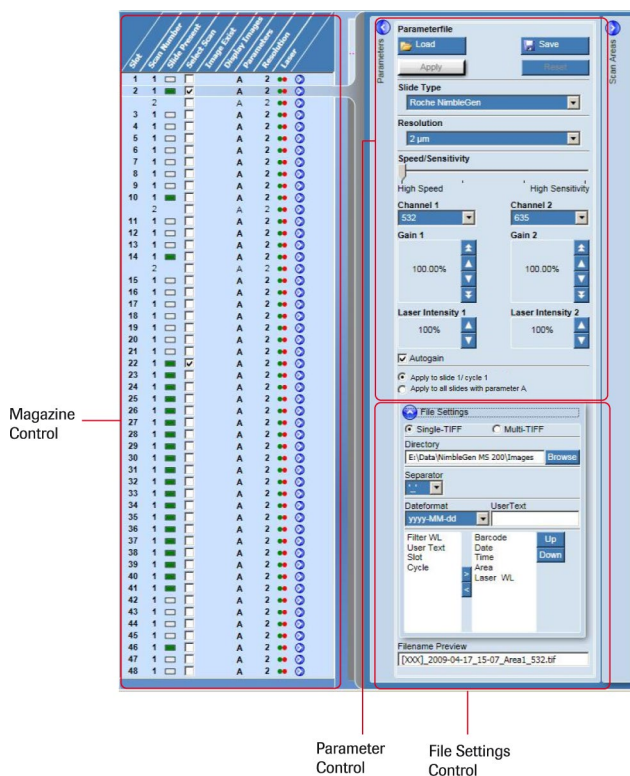 Slot
Scan Number
Slide Present
Select Scan
Image Exist
Display Images
Parameters
Resolution
Laser
1 1 A 2
2 1 A 2
2 A 2
3 1 A 2
4 1 A 2
5 1 A 2
6 1 A 2
7 1 A 2
8 1 A 2
9 1 A 2
10 1 A 2
2 A 2
11 1 A 2
12 1 A 2
13 1 A 2
14 1 A 2
2 A 2
15 1 A 2
16 1 A 2
17 1 A 2
18 1 A 2
19 1 A 2
20 1 A 2
21 1 A 2
22 1 A 2
23 1 A 2
24 1 A 2
25 1 A 2
26 1 A 2
27 1 A 2
28 1 A 2
29 1 A 2
30 1 A 2
31 1 A 2
32 1 A 2
33 1 A 2
34 1 A 2
35 1 A 2
36 1 A 2
37 1 A 2
38 1 A 2
39 1 A 2
40 1 A 2
41 1 A 2
42 1 A 2
43 1 A 2
44 1 A 2
45 1 A 2
46 1 A 2
47 1 A 2
48 1 A 2
Magazine
Control
Parameters
Parameterfile
Load Save
Apply Reset
Slide Type
Roche NimbleGen
Resolution
2 µm
Speed/Sensitivity
High Speed High Sensitivity
Channel 1 Channel 2
532 635
Gain 1 Gain 2
100.00% 100.00%
Laser Intensity 1 Laser Intensity 2
100% 100%
Autogain
Apply to slide 1/ cycle 1
Apply to all slides with parameter A
Scan Areas
File Settings
Single-TIFF Multi-TIFF
Directory
E:\Data\NimbleGen MS 200\Images Browse
Separator
'_'
Dateformat UserText
yyyy-MM-dd
Filter WL
User Text
Slot
Cycle
>
<
Barcode
Date
Time
Area
Laser WL
Up
Down
Filename Preview
[XXX]_2009-04-17_15-07_Area1_532.tif
Parameter
Control
File Settings
Control